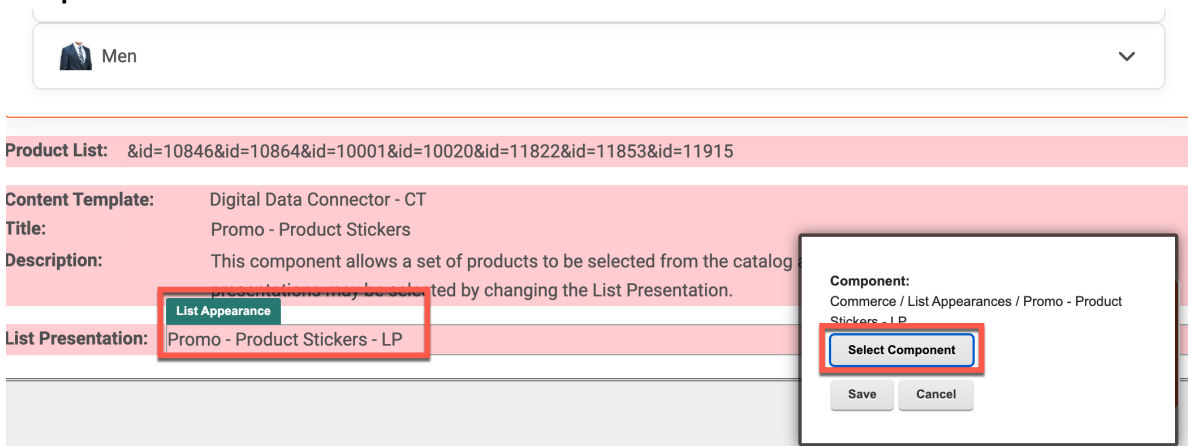 Men
Product List: &id=10846&id=10864&id=10001&id=10020&id=11822&id=11853&id=11915
Content Template: Digital Data Connector - CT
Title: Promo - Product Stickers
Description: This component allows a set of products to be selected from the catalog
presentations may be selected by changing the List Presentation.
List Appearance
List Presentation: Promo - Product Stickers - LP
Component:
Commerce / List Appearances / Promo - Product
Stickers - LP
Select Component
Save Cancel